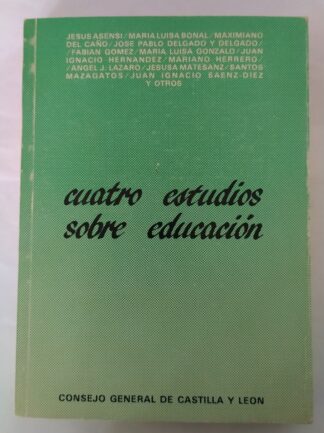 JESUS ASENSI/MARIA LUISA BONAL/MAXIMIANO
DEL CAÑO/JOSE PABLO DELGADO Y DELGADO/
/FABIAN GOMEZ/MARIA LUISA GONZALO/JUAN
IGNACIO HERNANDEZ/MARIANO HERRERO/
/ANGEL J. LAZARO/JESUSA MATESANZ/SANTOS
MAZAGATOS/JUAN IGNACIO SAENZ-DIEZ
Y OTROS
cuatro estudios
sobre educación
CONSEJO GENERAL DE CASTILLA Y LEON